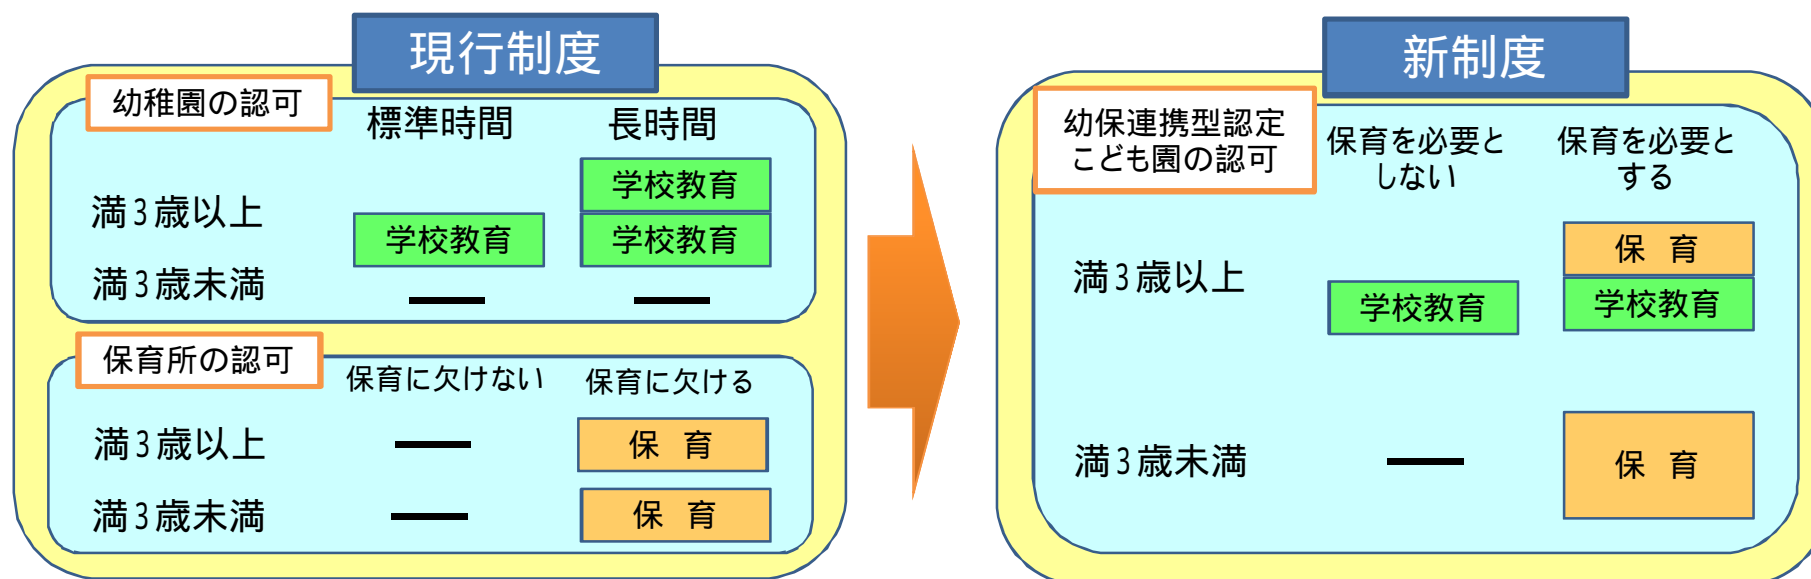 現行制度
幼稚園の認可
標準時間 長時間
学校教育
満3歳以上
学校教育 学校教育
満3歳未満 ― ―
保育所の認可
保育に欠けない 保育に欠ける
満3歳以上 ― 保 育
満3歳未満 ― 保 育
新制度
幼保連携型認定
こども園の認可
保育を必要と
しない
保育を必要と
する
保 育
満3歳以上
学校教育 学校教育
満3歳未満 ― 保 育